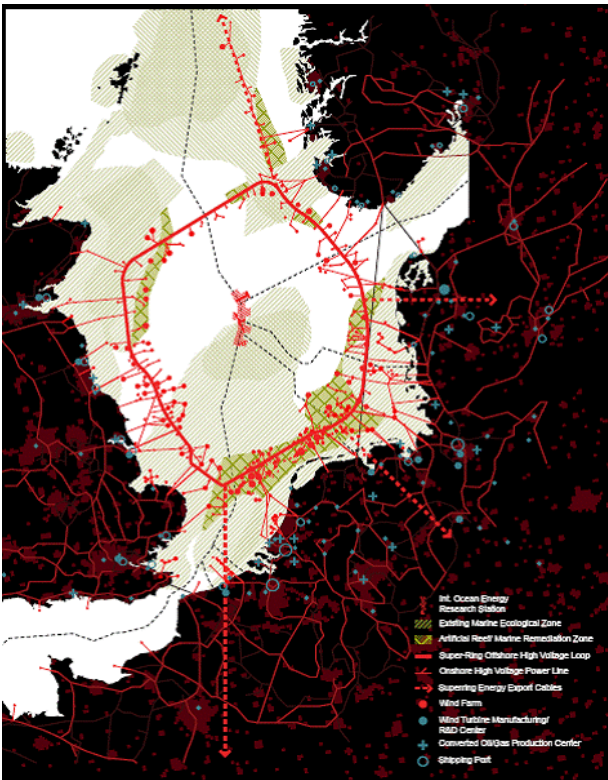 Int. Ocean Energy
Research Station
Existing Marine Ecological Zone
Artificial Reef/ Marine Remediation Zone
Super-Ring Offshore High Voltage Loop
Onshore High Voltage Power Line
Superring Energy Export Cables
Wind Farm
Wind Turbine Manufacturing/
R&D Center
Converted Oil/Gas Production Center
Shipping Port